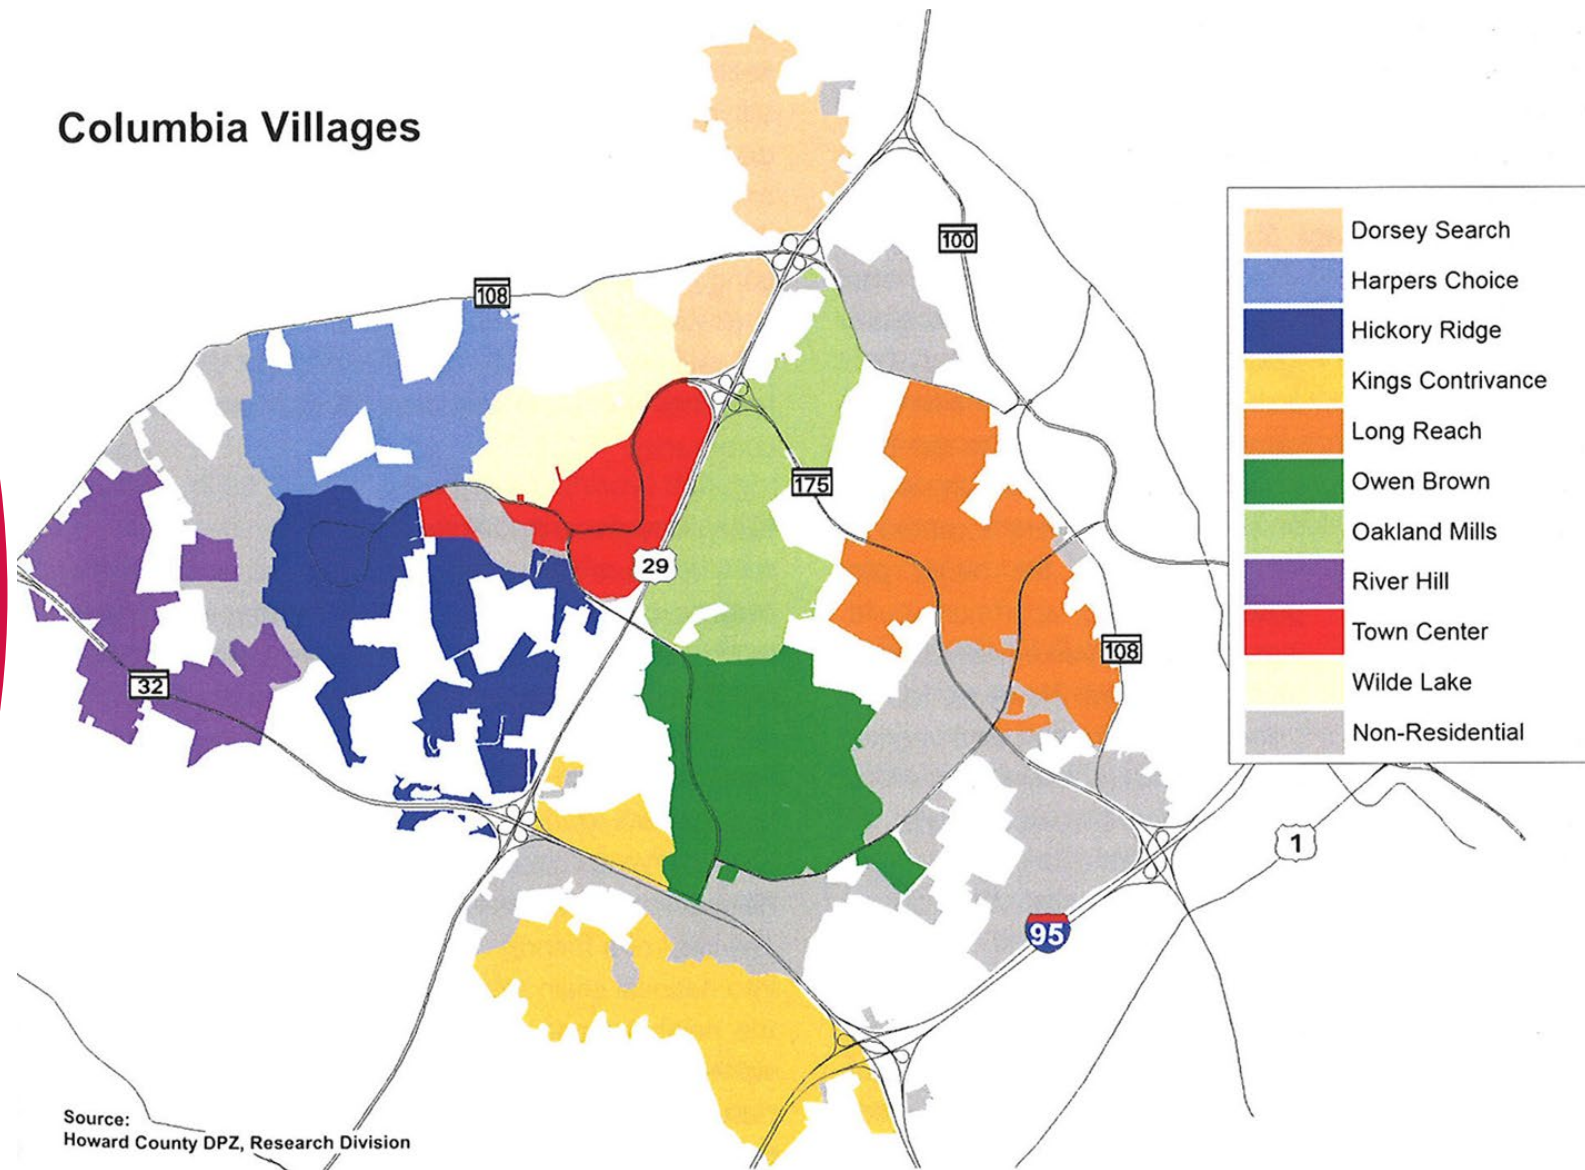 Columbia Villages
108
100
175
29
32
108
1
95
Dorsey Search
Harpers Choice
Hickory Ridge
Kings Contrivance
Long Reach
Owen Brown
Oakland Mills
River Hill
Town Center
Wilde Lake
Non-Residential
Source:
Howard County DPZ, Research Division